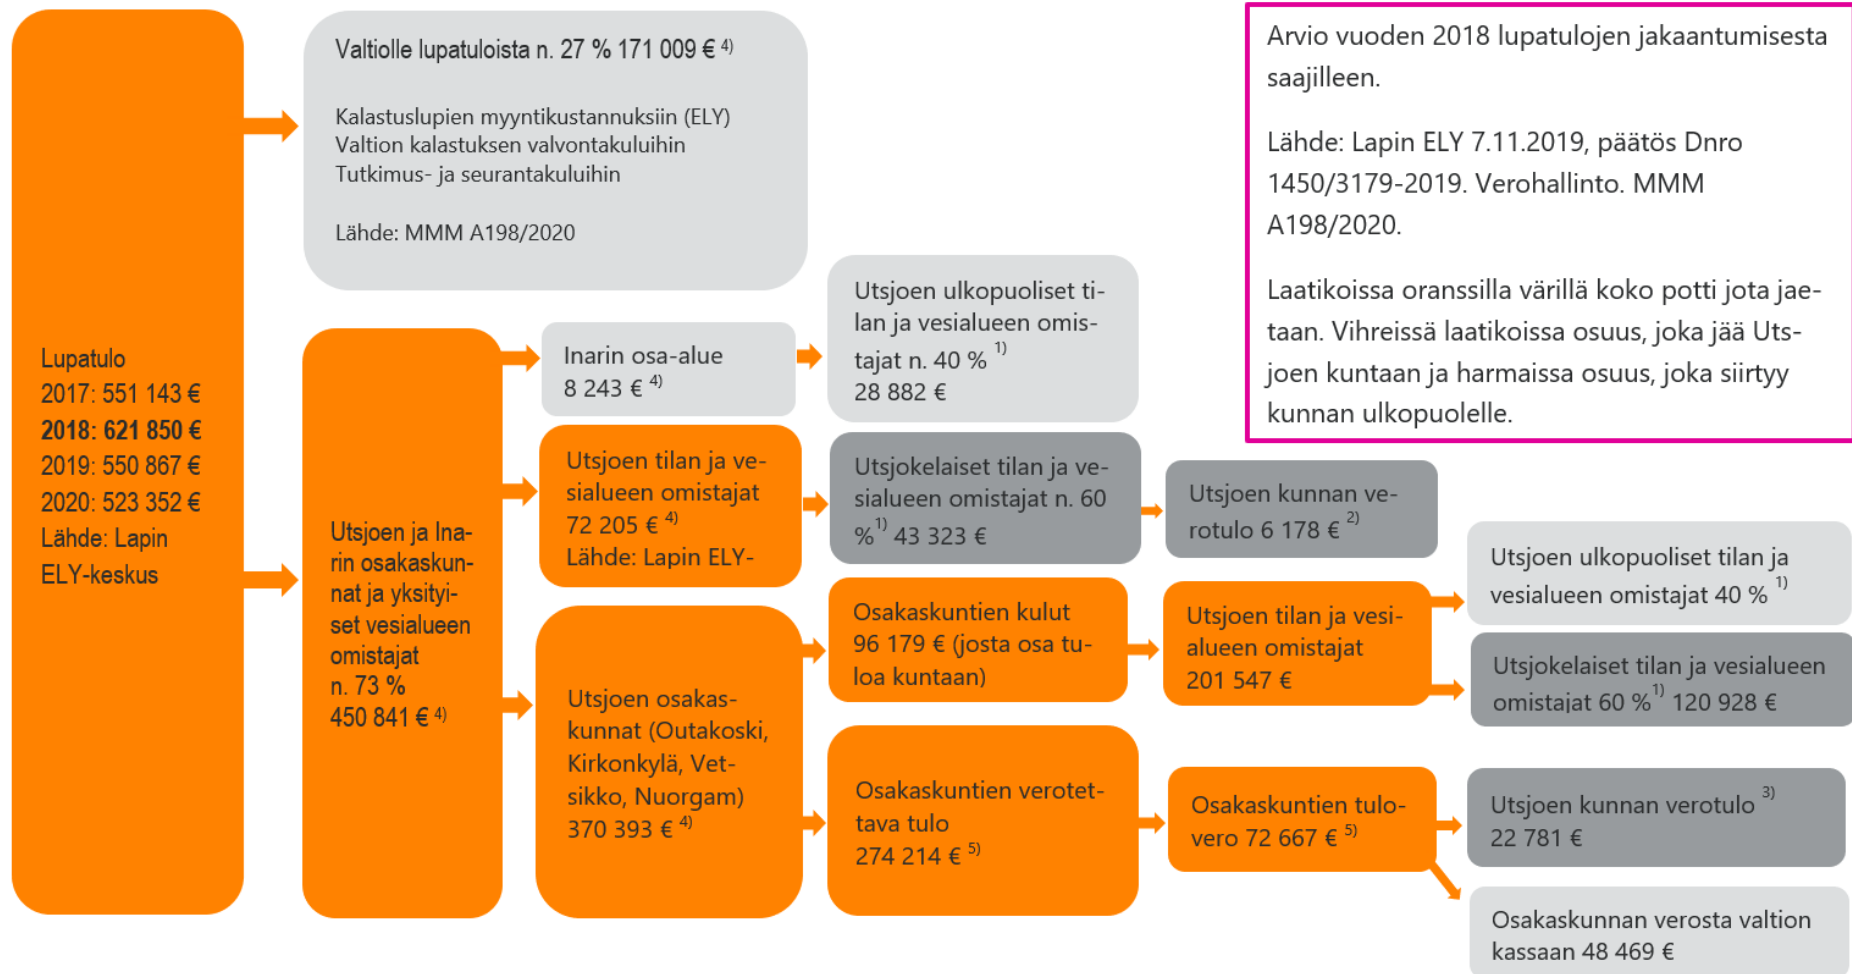 Valtiolle lupatuloista n. 27 % 171 009 € 4)
Kalastuslupien myyntikustannuksiin (ELY)
Valtion kalastuksen valvontakuluihin
Tutkimus- ja seurantakuluihin
Lähde: MMM A198/2020
Arvio vuoden 2018 lupatulojen jakaantumisesta
saajilleen.
Lähde: Lapin ELY 7.11.2019, päätös Dnro
1450/3179-2019. Verohallinto. MMM
A198/2020.
Laatikoissa oranssilla värillä koko potti jota jae-
taan. Vihreissä laatikoissa osuus, joka jää Uts-
joen kuntaan ja harmaissa osuus, joka siirtyy
kunnan ulkopuolelle.
Lupatulo
2017: 551 143 €
2018: 621 850 €
2019: 550 867 €
2020: 523 352 €
Lähde: Lapin
ELY-keskus
Utsjoen ja Ina-
rin osakaskun-
nat ja yksityi-
set vesialueen
omistajat
n. 73 %
450 841 € 4)
Inarin osa-alue
8 243 € 4)
Utsjoen ulkopuoliset ti-
lan ja vesialueen omis-
tajat n. 40 % 1)
28 882 €
Utsjoen tilan ja ve-
sialueen omistajat
72 205 € 4)
Lähde: Lapin ELY-
Utsjokelaiset tilan ja ve-
sialueen omistajat n. 60
% 1) 43 323 €
Utsjoen kunnan ve-
rotulo 6 178 € 2)
Utsjoen osakas-
kunnat (Outakoski,
Kirkonkylä, Vet-
sikko, Nuorgam)
370 393 € 4)
Osakaskuntien kulut
96 179 € (josta osa tu-
loa kuntaan)
Utsjoen tilan ja vesi-
alueen omistajat
201 547 €
Utsjoen ulkopuoliset tilan ja
vesialueen omistajat 40 % 1)
Utsjokelaiset tilan ja vesialueen
omistajat 60 % 1) 120 928 €
Osakaskuntien verotet-
tava tulo
274 214 € 5)
Osakaskuntien tulo-
vero 72 667 € 5)
Utsjoen kunnan verotulo 3)
22 781 €
Osakaskunnan verosta valtion
kassaan 48 469 €